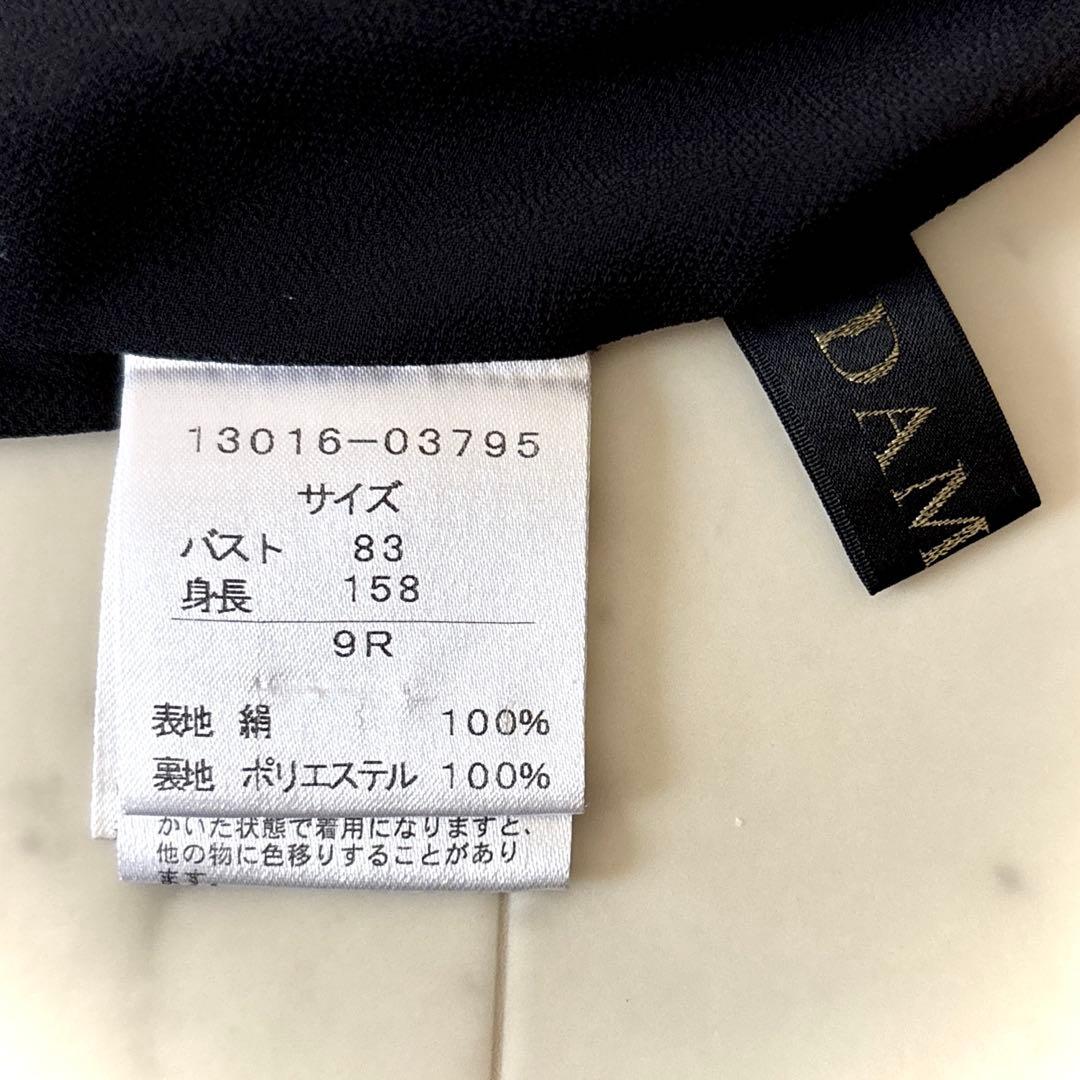 13016-03795
サイズ
バスト 83
身長 158
9R
表地 絹 100%
裏地 ポリエステル 100%
かいた状態で着用になりますと、
他の物に色移りすることがあり
ます。
DAM